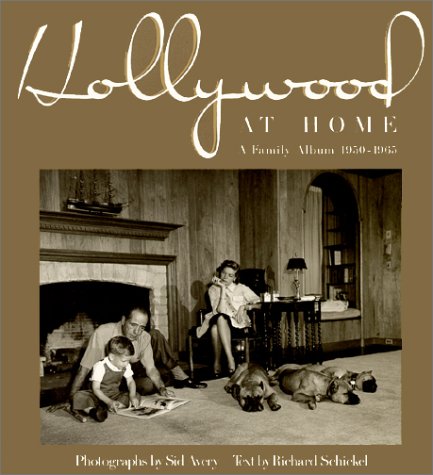 Hollywood
AT HOME
A Family Album 1950-1965
Photographs by Sid Avery Text by Richard Schickel